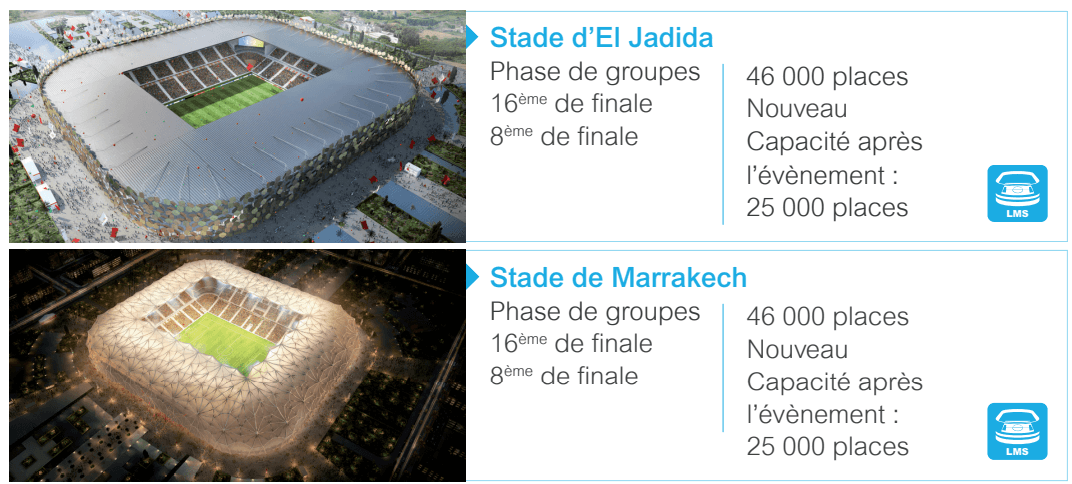 Stade d’El Jadida
Phase de groupes
16ème de finale
8ème de finale
46 000 places
Nouveau
Capacité après
l’évènement :
25 000 places
LMS
Stade de Marrakech
Phase de groupes
16ème de finale
8ème de finale
46 000 places
Nouveau
Capacité après
l’évènement :
25 000 places
LMS